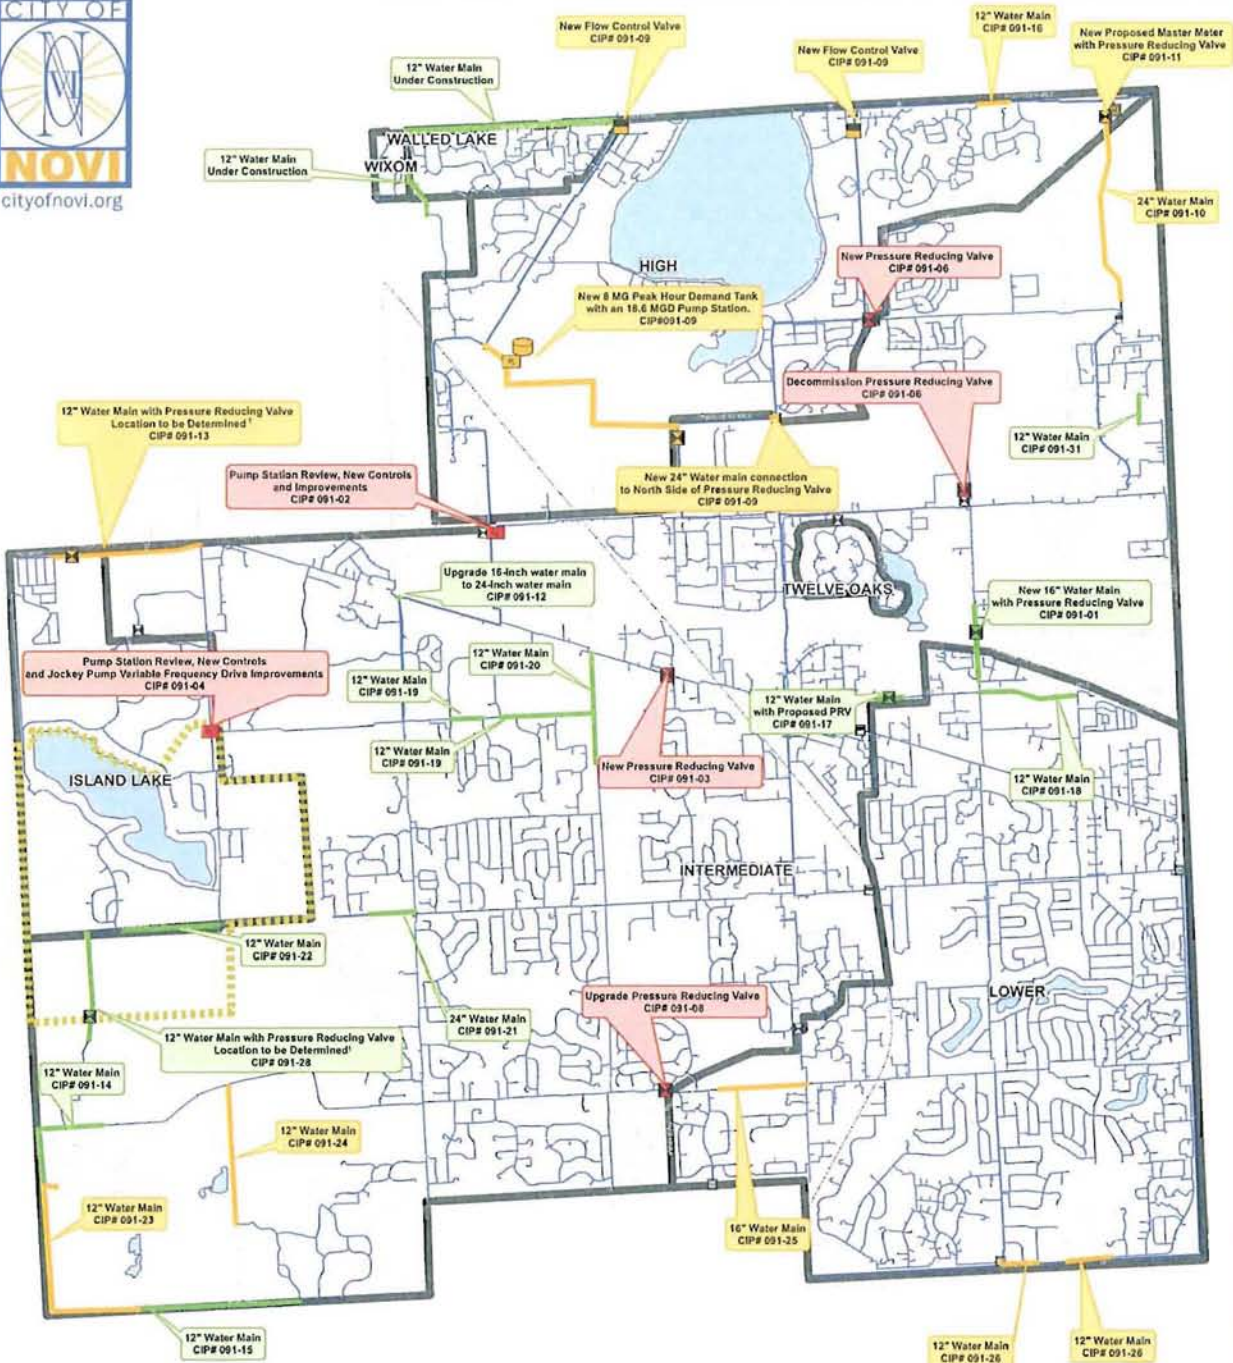 CITY OF
NOVI
cityofnovi.org
New Flow Control Valve
CIP# 091-09
12" Water Main
CIP# 091-16
New Proposed Master Meter
with Pressure Reducing Valve
CIP# 091-11
New Flow Control Valve
CIP# 091-09
12" Water Main
Under Construction
WALLED LAKE
WIXOM
12" Water Main
Under Construction
24" Water Main
CIP# 091-10
HIGH
New Pressure Reducing Valve
CIP# 091-06
New 8 MG Peak Hour Demand Tank
with an 18.6 MGD Pump Station.
CIP#091-09
Decommission Pressure Reducing Valve
CIP# 091-06
12" Water Main with Pressure Reducing Valve
Location to be Determined 1
CIP# 091-13
12" Water Main
CIP# 091-31
Pump Station Review, New Controls
and Improvements
CIP# 091-02
New 24" Water main connection
to North Side of Pressure Reducing Valve
CIP# 091-09
Upgrade 16-Inch water main
to 24-Inch water main
CIP# 091-12
TWELVE OAKS
New 16" Water Main
with Pressure Reducing Valve
CIP# 091-01
Pump Station Review, New Controls
and Jockey Pump Variable Frequency Drive Improvements
CIP# 091-04
12" Water Main
CIP# 091-20
12" Water Main
CIP# 091-19
12" Water Main
with Proposed PRV
CIP# 091-17
12" Water Main
CIP# 091-19
New Pressure Reducing Valve
CIP# 091-03
12" Water Main
CIP# 091-18
ISLAND LAKE
INTERMEDIATE
12" Water Main
CIP# 091-22
LOWER
24" Water Main
CIP# 091-21
Upgrade Pressure Reducing Valve
CIP# 091-08
12" Water Main with Pressure Reducing Valve
Location to be Determined1
CIP# 091-28
12" Water Main
CIP# 091-14
12" Water Main
CIP# 091-24
12" Water Main
CIP# 091-23
16" Water Main
CIP# 091-25
12" Water Main
CIP# 091-15
12" Water Main
CIP# 091-26
12" Water Main
CIP# 091-26